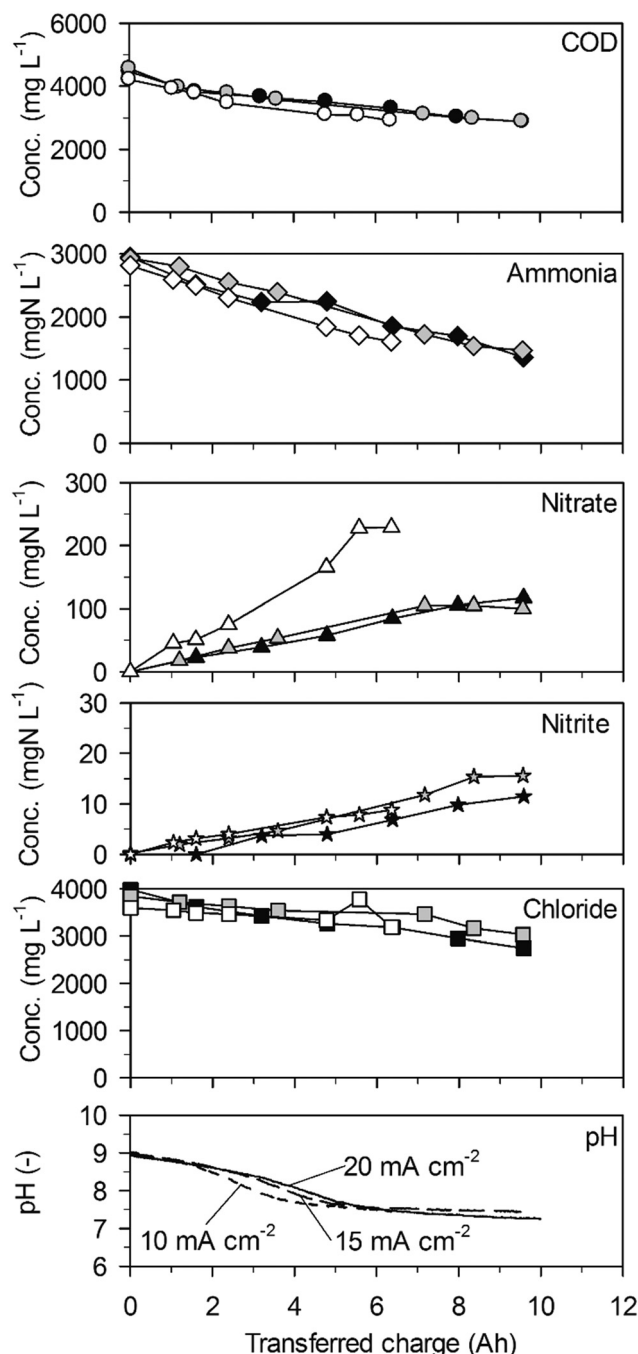 6000
COD
4000
2000
0
Conc. (mg L⁻¹)
3000
Ammonia
2000
1000
0
Conc. (mgN L⁻¹)
300
Nitrate
200
100
0
Conc. (mgN L⁻¹)
30
Nitrite
20
10
0
Conc. (mgN L⁻¹)
4000
Chloride
3000
2000
1000
0
Conc. (mg L⁻¹)
10
pH
9
8
7
6
pH (-)
20 mA cm⁻²
10 mA cm⁻²
15 mA cm⁻²
0 2 4 6 8 10 12
Transferred charge (Ah)